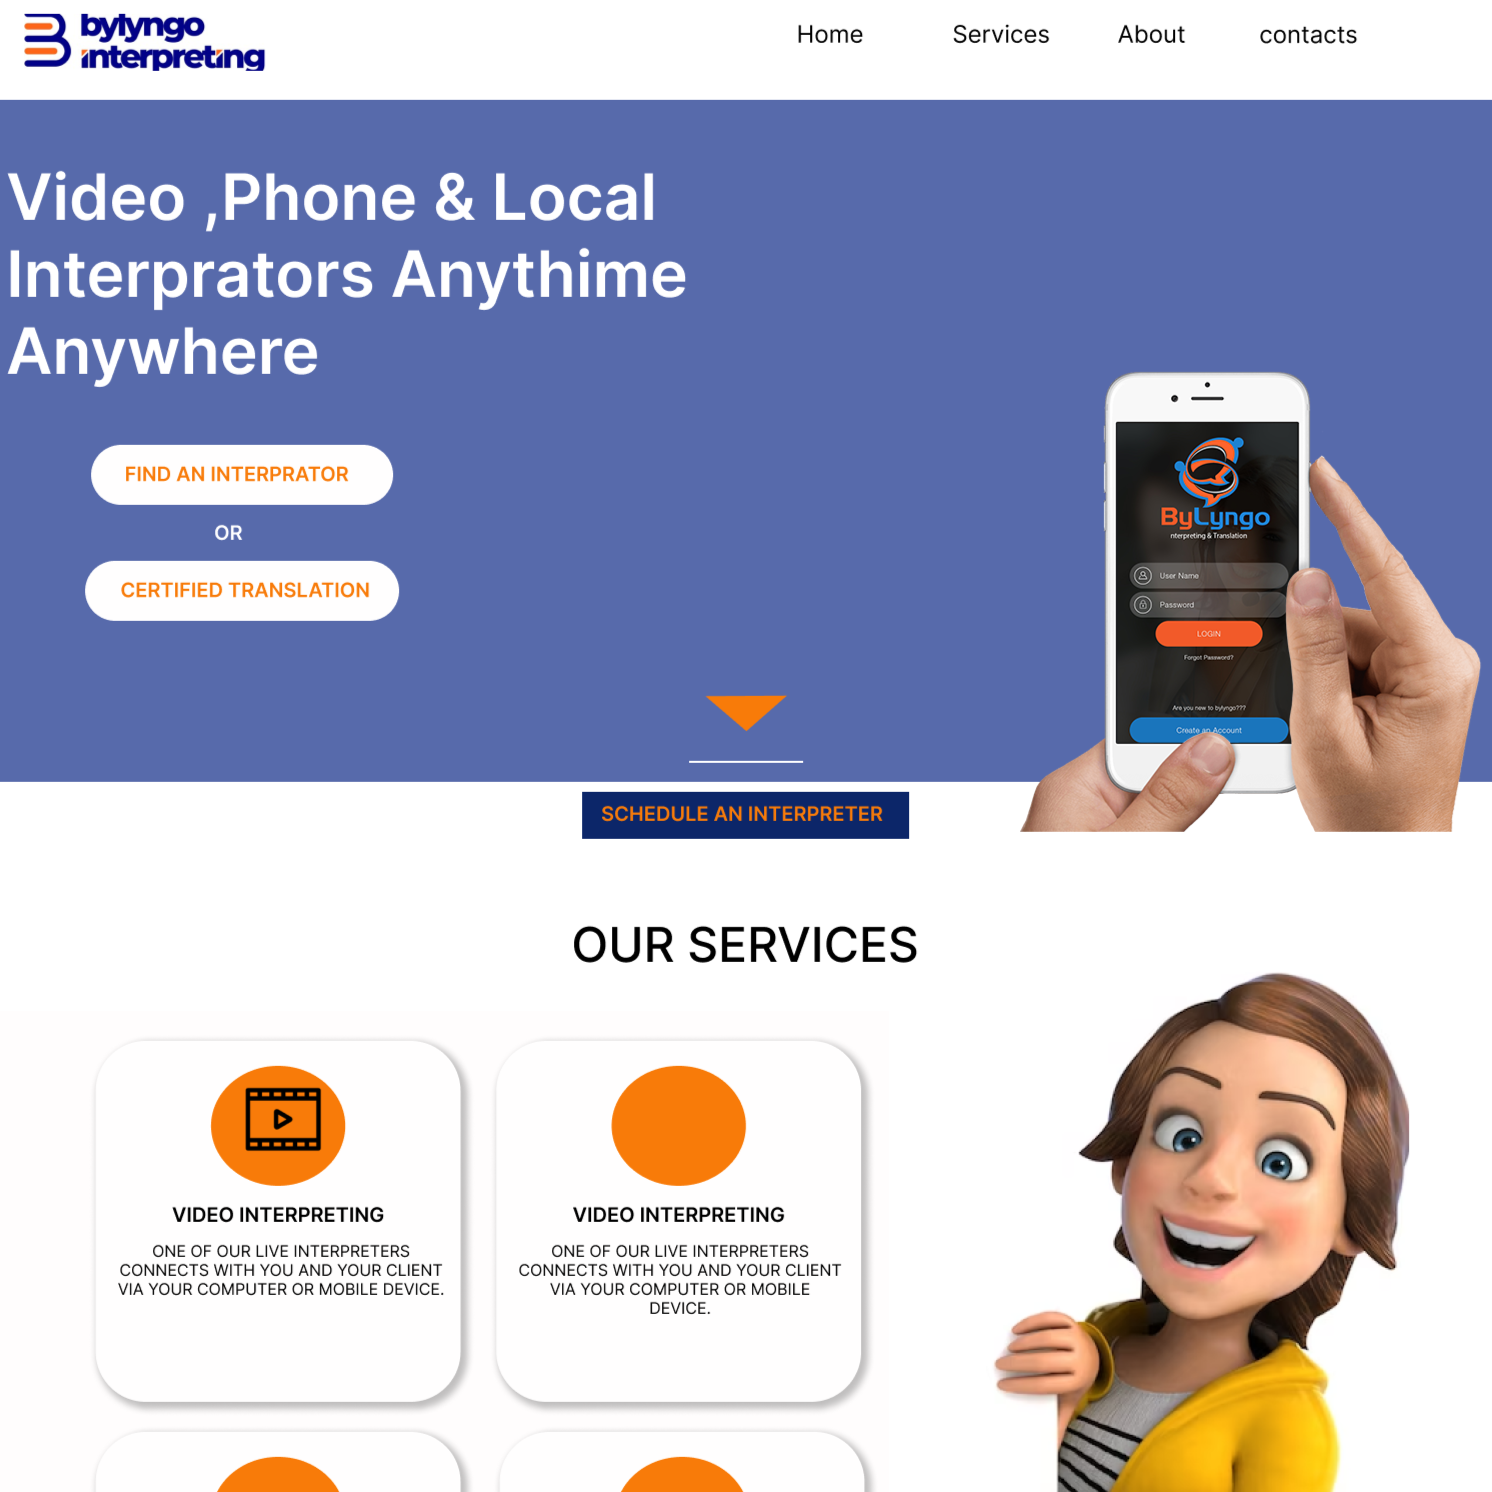 bylyngo
interpreting
Home Services About contacts
Video ,Phone & Local
Interprators Anythime
Anywhere
FIND AN INTERPRATOR
OR
CERTIFIED TRANSLATION
ByLyngo
nterpreting & Translation
User Name
Password
LOGIN
Forgot Password?
Are you new to bylyngo???
Create an Account
SCHEDULE AN INTERPRETER
OUR SERVICES
VIDEO INTERPRETING
ONE OF OUR LIVE INTERPRETERS
CONNECTS WITH YOU AND YOUR CLIENT
VIA YOUR COMPUTER OR MOBILE DEVICE.
VIDEO INTERPRETING
ONE OF OUR LIVE INTERPRETERS
CONNECTS WITH YOU AND YOUR CLIENT
VIA YOUR COMPUTER OR MOBILE
DEVICE.